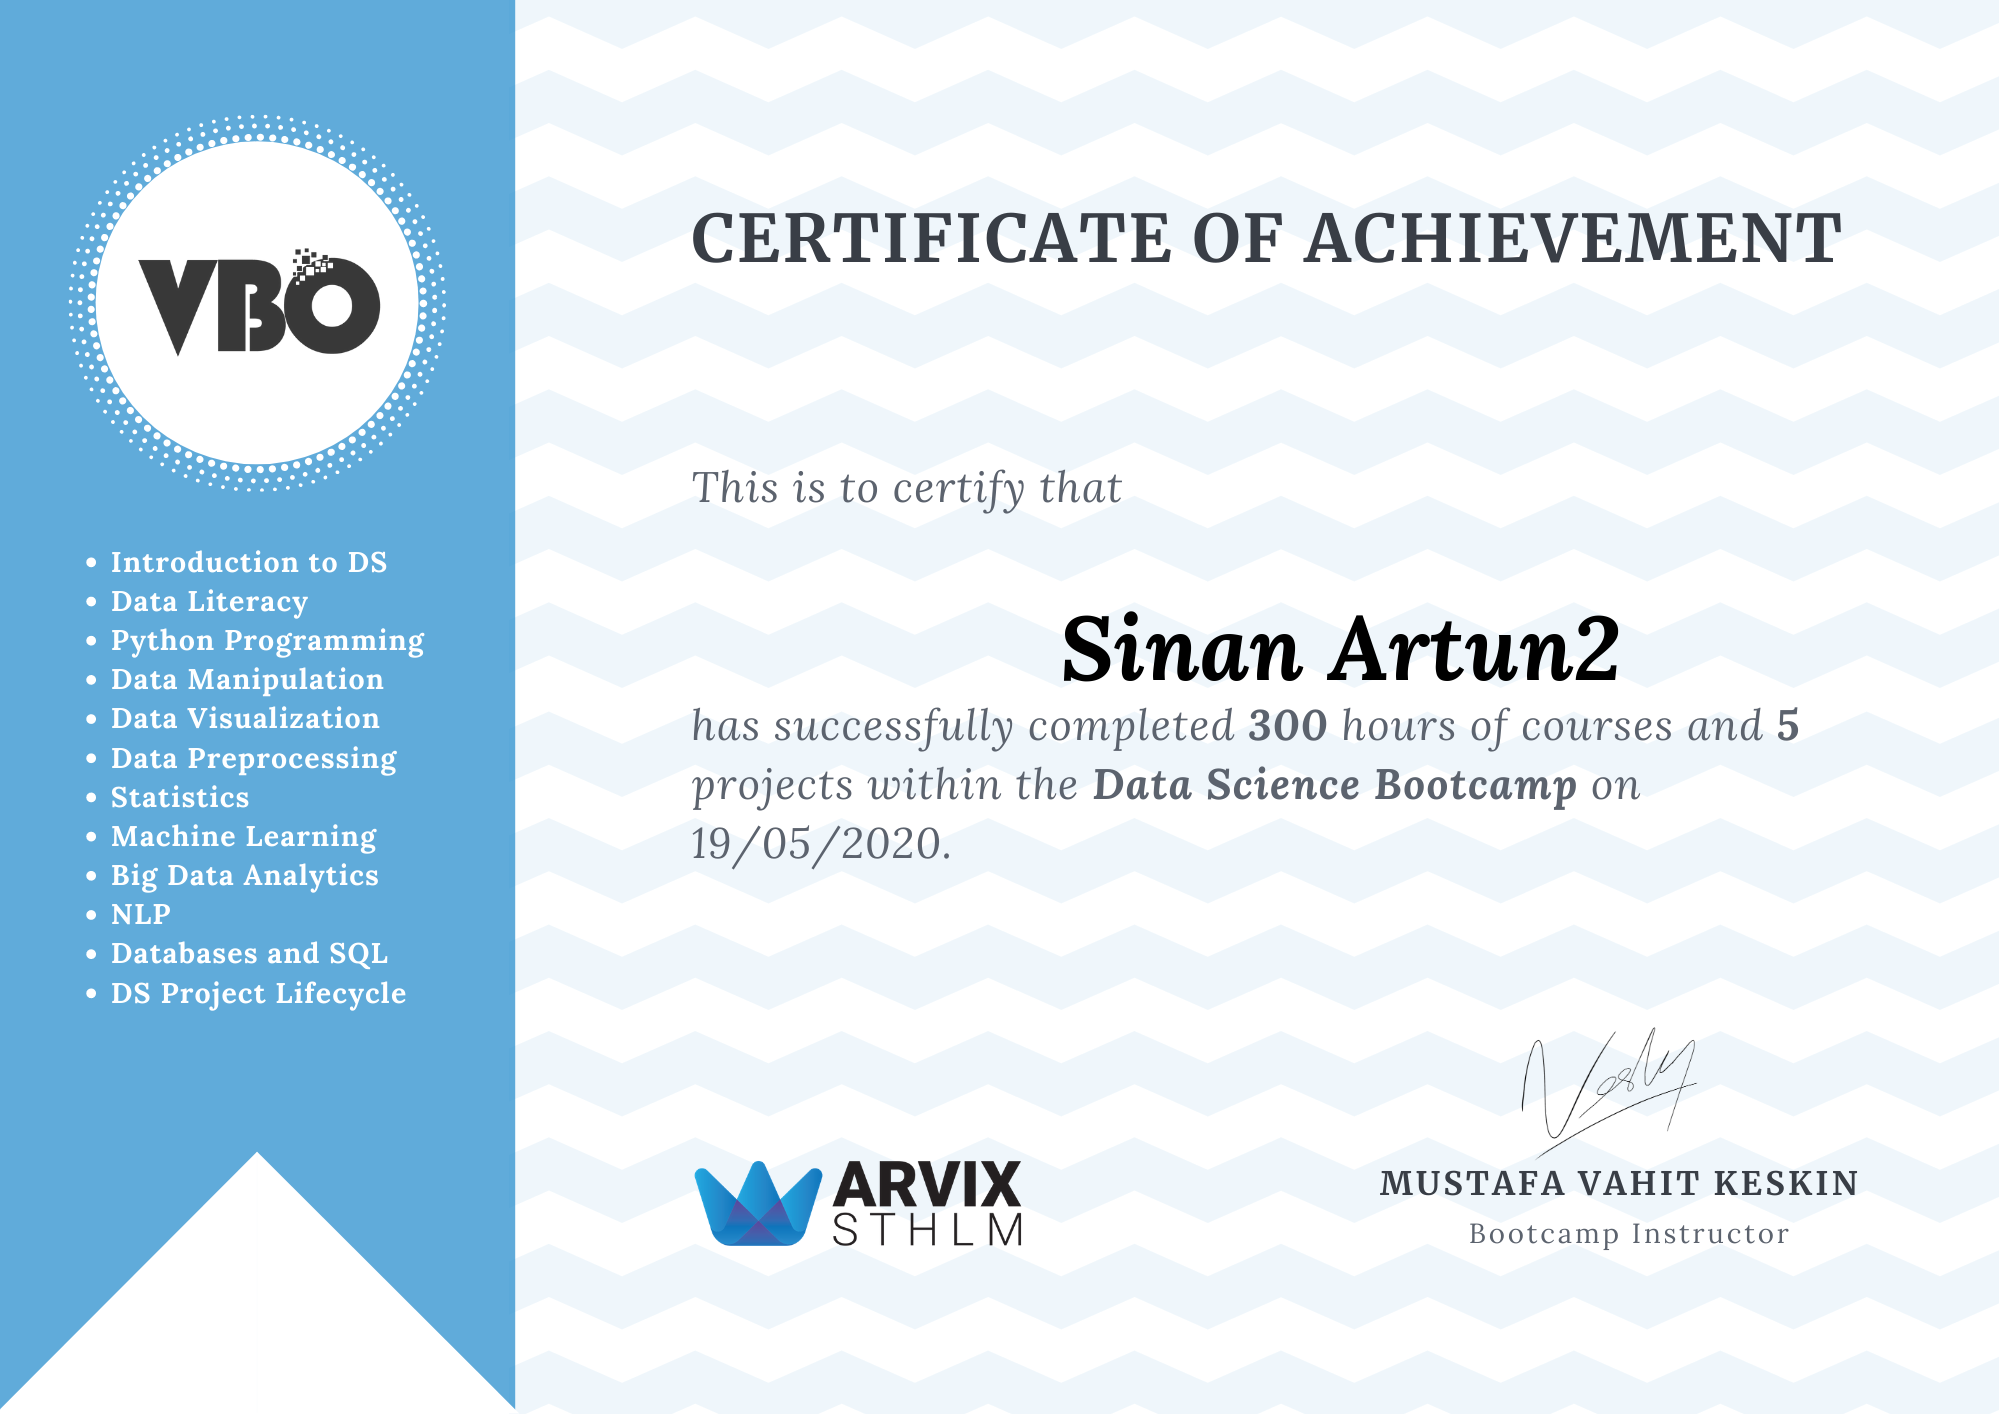 VBO
• Introduction to DS
• Data Literacy
• Python Programming
• Data Manipulation
• Data Visualization
• Data Preprocessing
• Statistics
• Machine Learning
• Big Data Analytics
• NLP
• Databases and SQL
• DS Project Lifecycle
CERTIFICATE OF ACHIEVEMENT
This is to certify that
Sinan Artun2
has successfully completed 300 hours of courses and 5
projects within the Data Science Bootcamp on
19/05/2020.
ARVIX
STHLM
MUSTAFA VAHIT KESKIN
Bootcamp Instructor